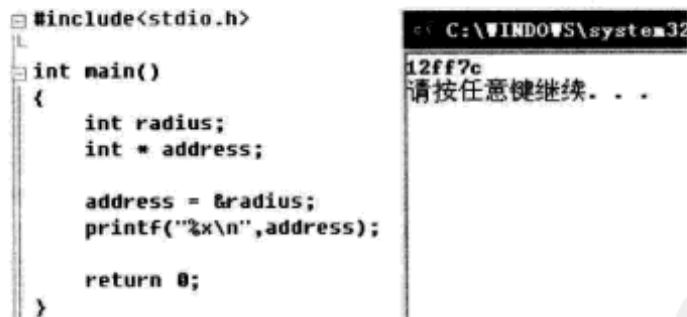 #include<stdio.h>
int main()
{
int radius;
int * address;
address = &radius;
printf("%x\n",address);
return 0;
}
C:\WINDOWS\system32
12ff7c
请按任意键继续. . .